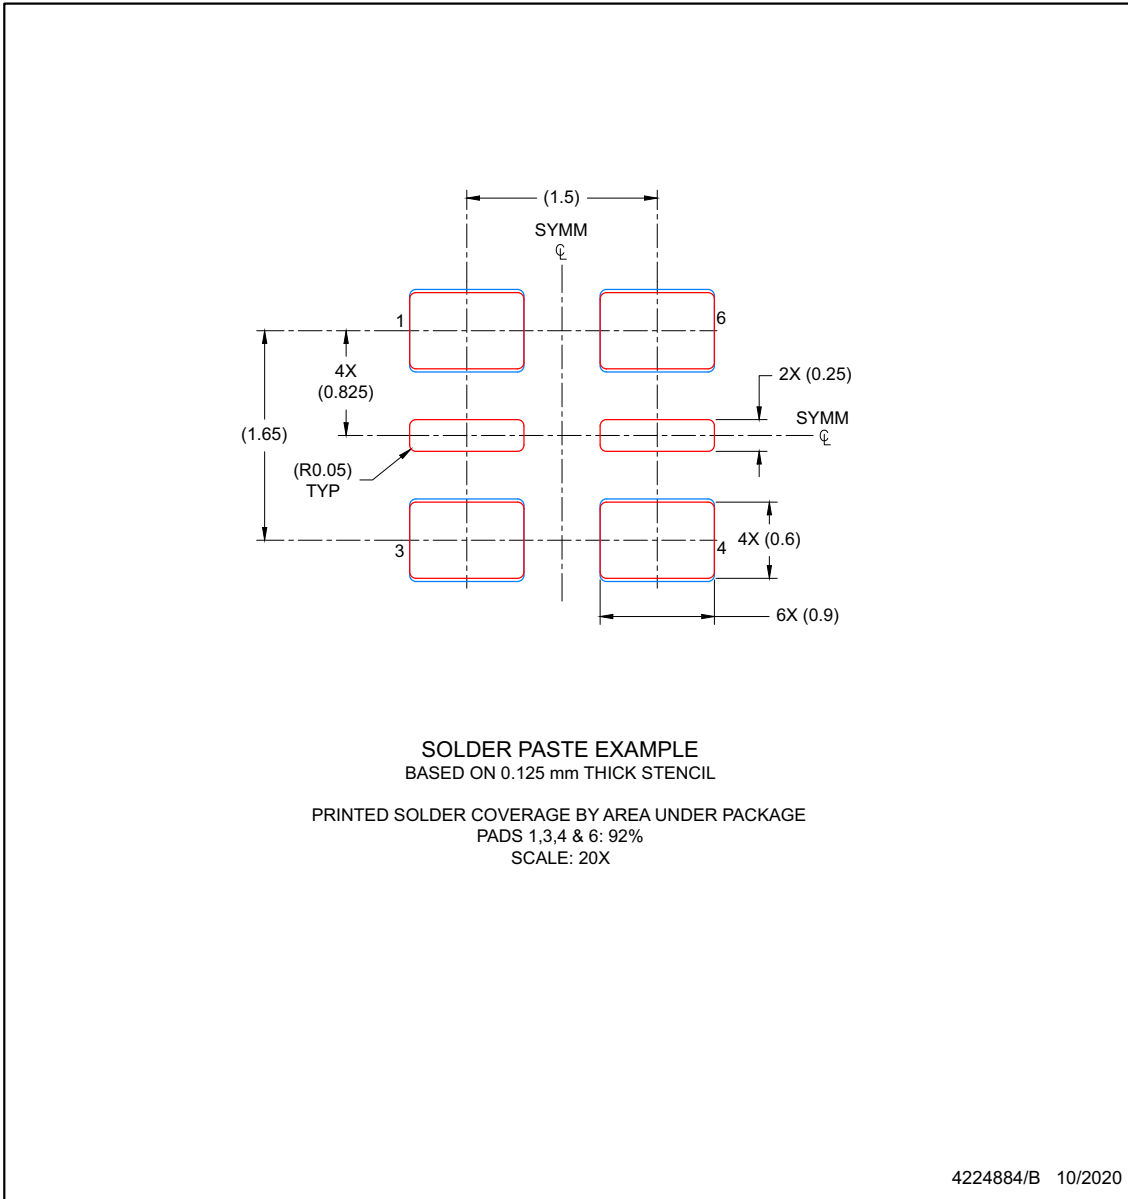 (1.5)
SYMM
℄
1
6
4X
(0.825)
2X (0.25)
SYMM
℄
(1.65)
(R0.05)
TYP
3
4X (0.6)
4
6X (0.9)
SOLDER PASTE EXAMPLE
BASED ON 0.125 mm THICK STENCIL
PRINTED SOLDER COVERAGE BY AREA UNDER PACKAGE
PADS 1,3,4 & 6: 92%
SCALE: 20X
4224884/B 10/2020